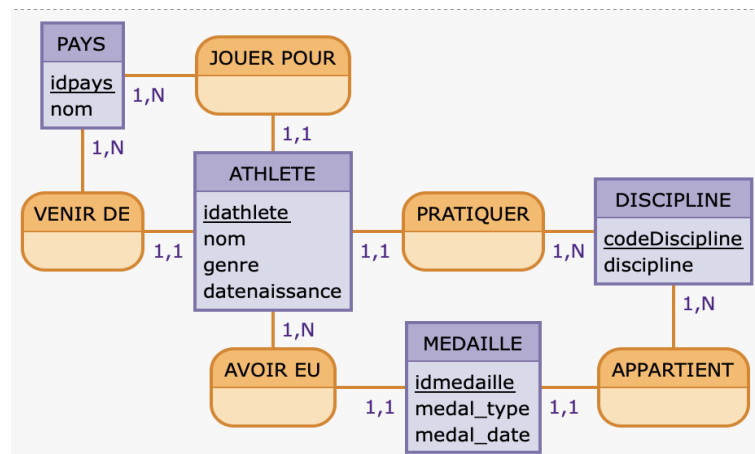 PAYS
idpays
nom
JOUER POUR
1,N
1,1
1,N
VENIR DE
1,1
ATHLETE
idathlete
nom
genre
datenaissance
1,1
PRATIQUER
1,N
DISCIPLINE
codeDiscipline
discipline
1,N
1,N
AVOIR EU
1,1
MEDAILLE
idmedaille
medal_type
medal_date
1,1
APPARTIENT